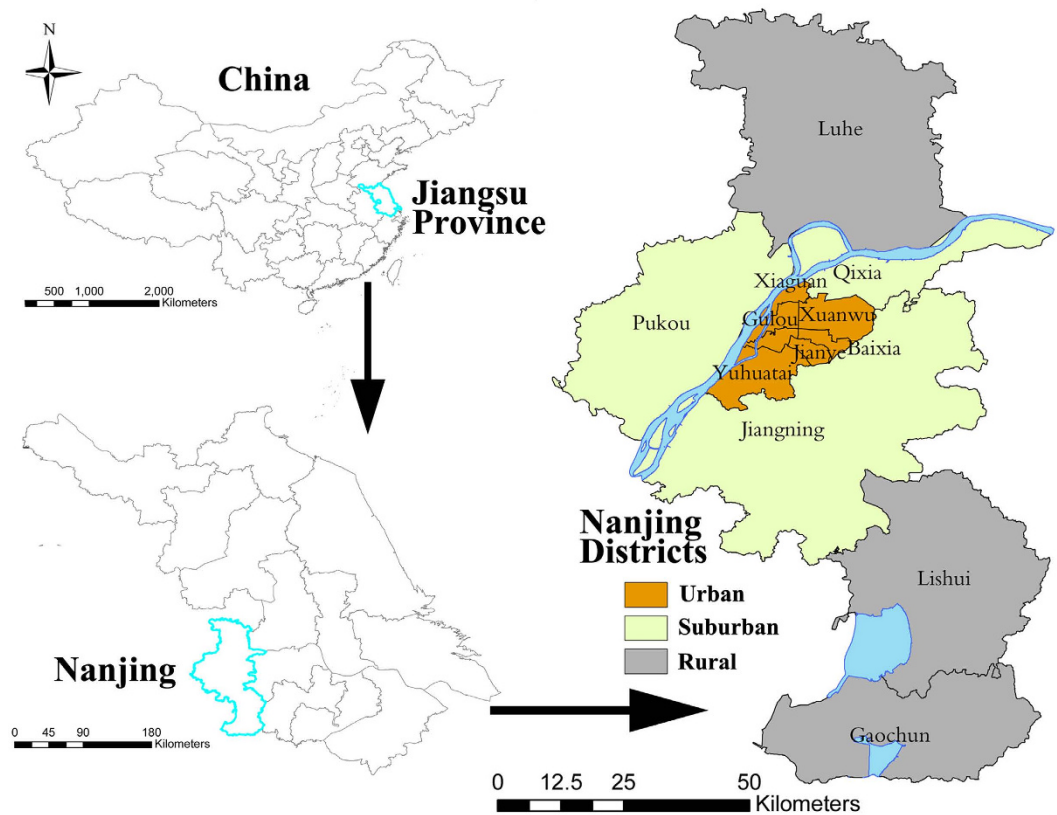 N
China
Jiangsu
Province
500 1,000 2,000
Kilometers
Nanjing
0 45 90 180
Kilometers
Luhe
Qixia
Xiaguan
Pukou
Gulou
Xuanwu
Jianye
Baixia
Yuhuatai
Jiangning
Nanjing
Districts
Urban
Suburban
Rural
Lishui
Gaochun
0 12.5 25 50
Kilometers